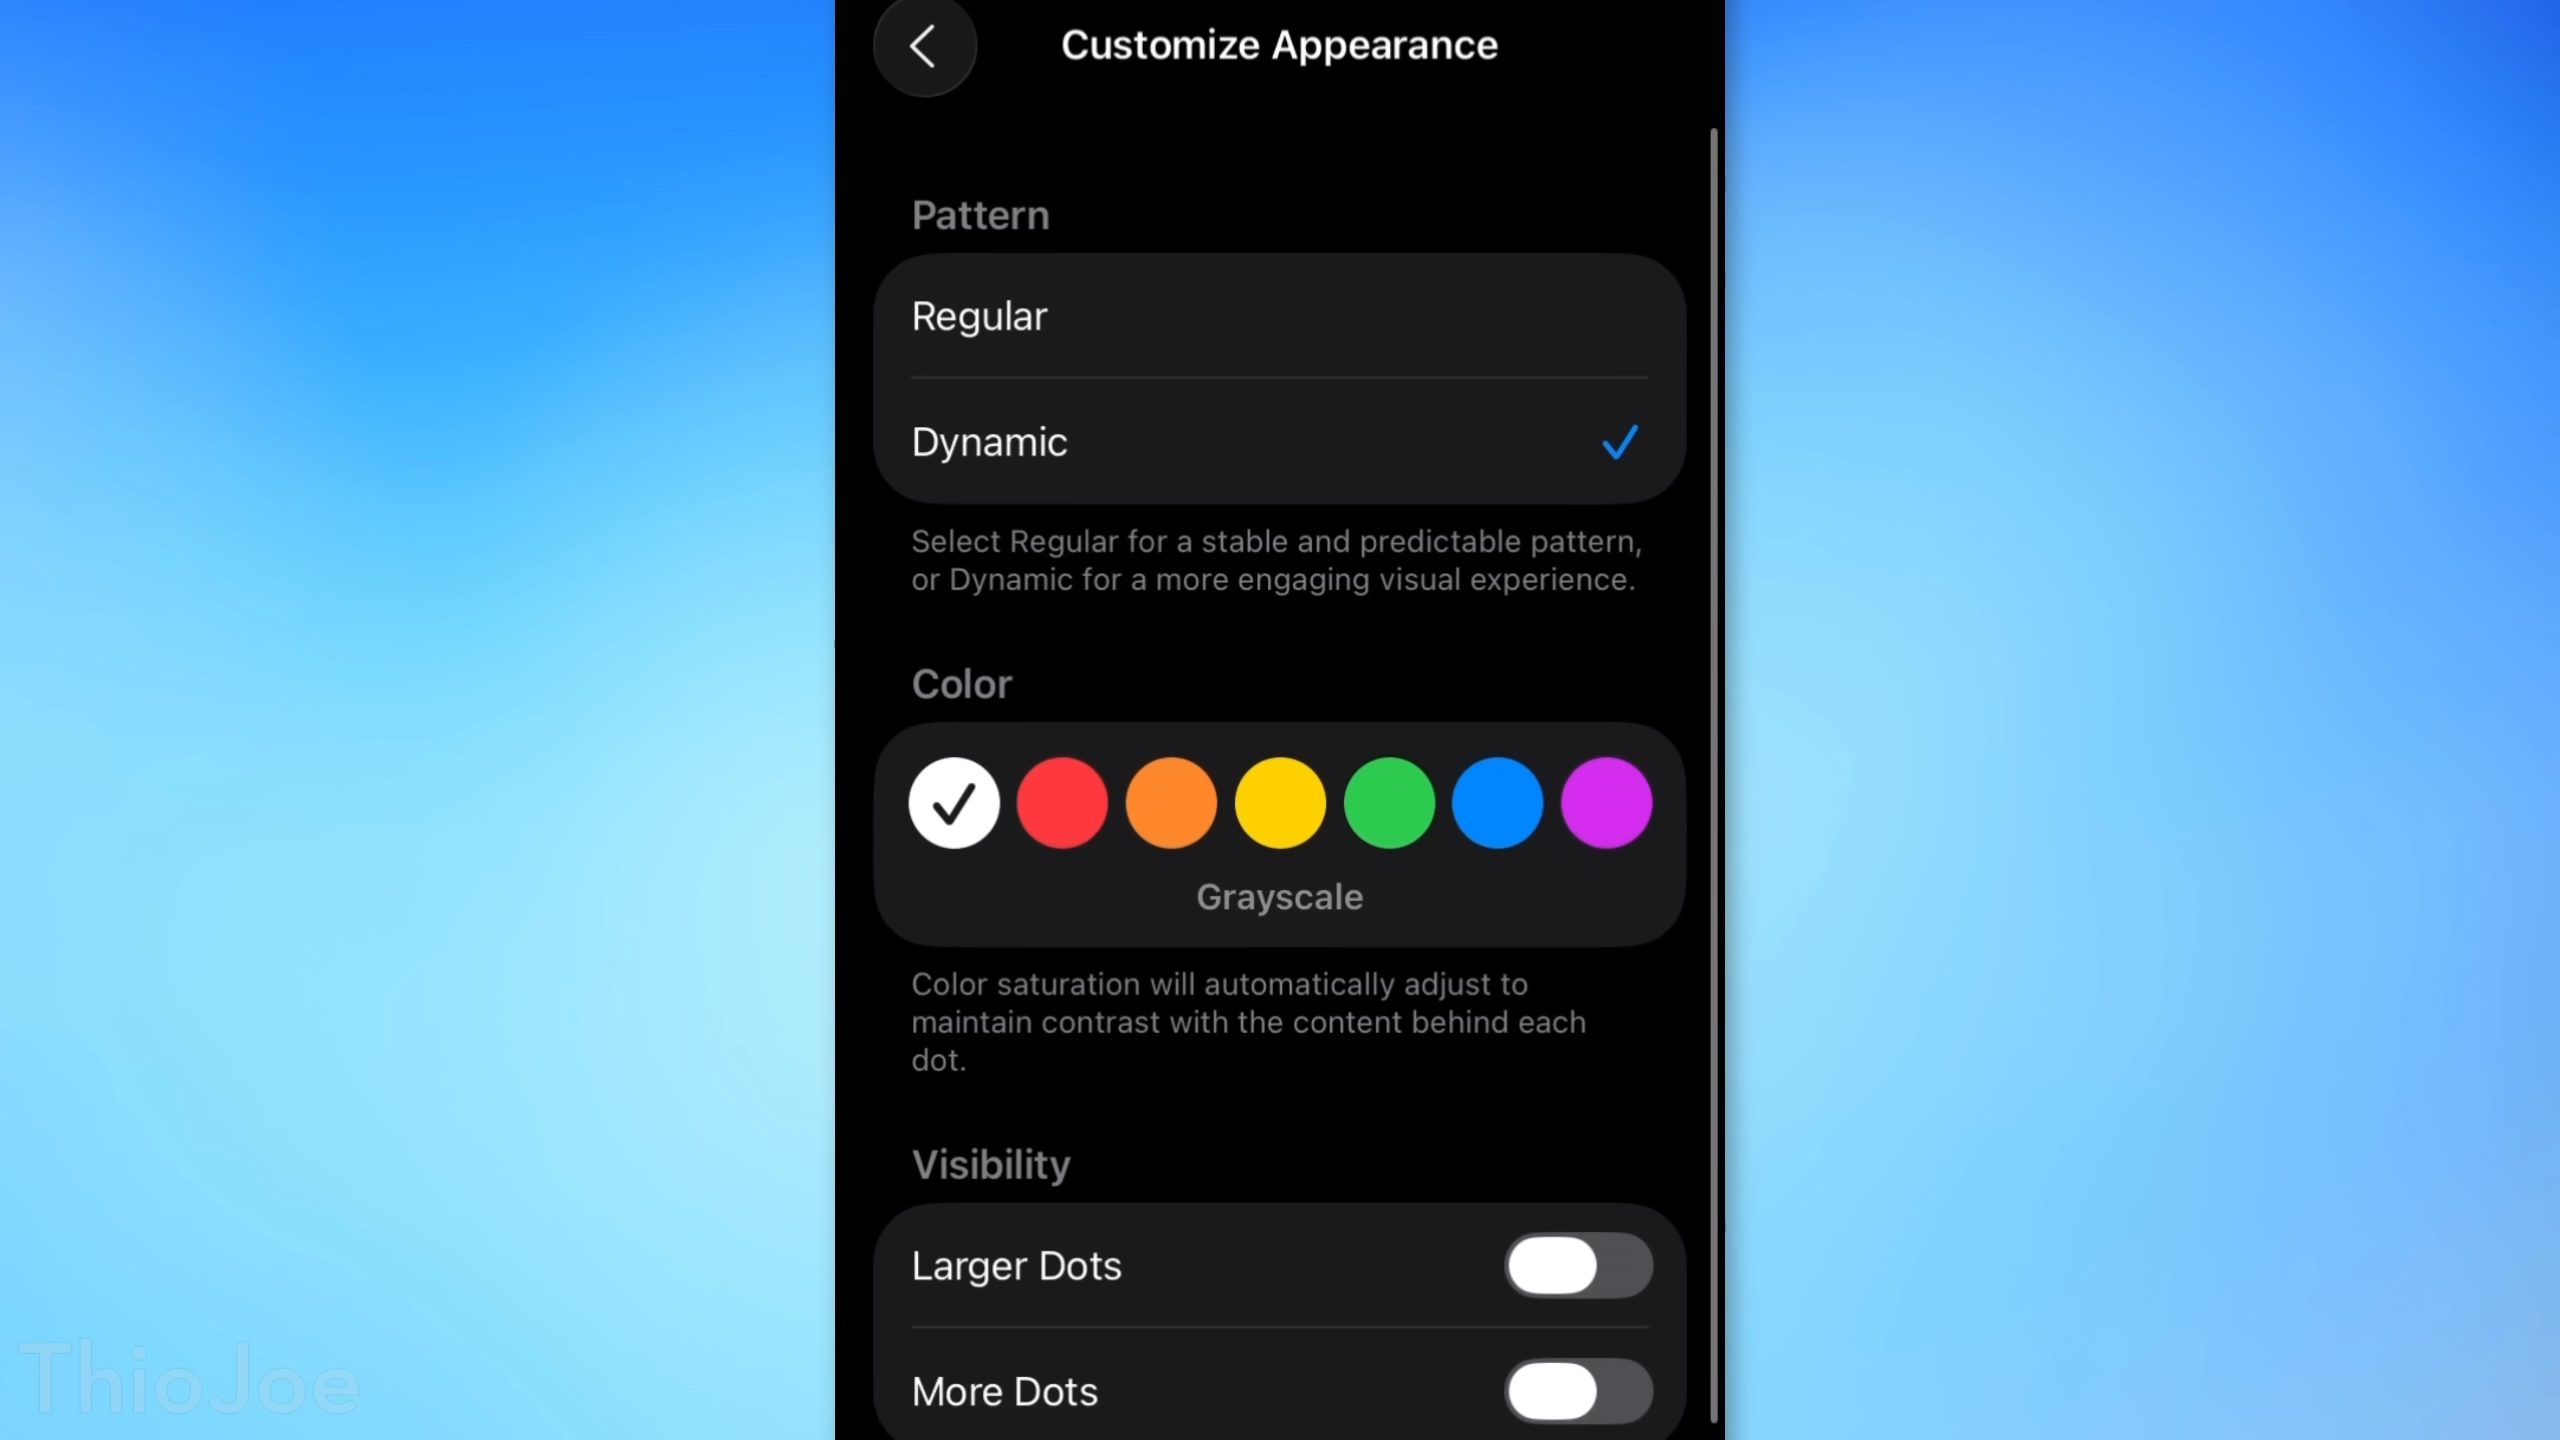 Customize Appearance
Pattern
Regular
Dynamic
Select Regular for a stable and predictable pattern,
or Dynamic for a more engaging visual experience.
Color
Grayscale
Color saturation will automatically adjust to
maintain contrast with the content behind each
dot.
Visibility
Larger Dots
More Dots
ThioJoe